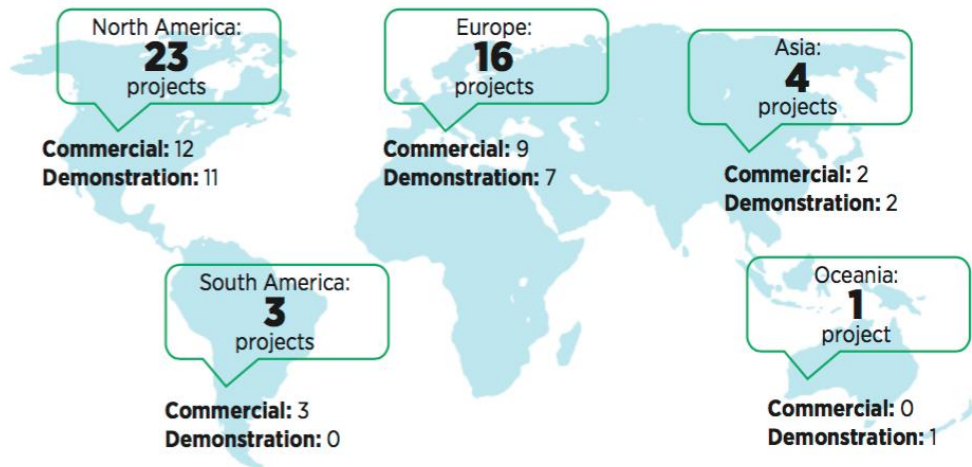 North America:
23
projects
Commercial: 12
Demonstration: 11
Europe:
16
projects
Commercial: 9
Demonstration: 7
Asia:
4
projects
Commercial: 2
Demonstration: 2
South America:
3
projects
Commercial: 3
Demonstration: 0
Oceania:
1
project
Commercial: 0
Demonstration: 1